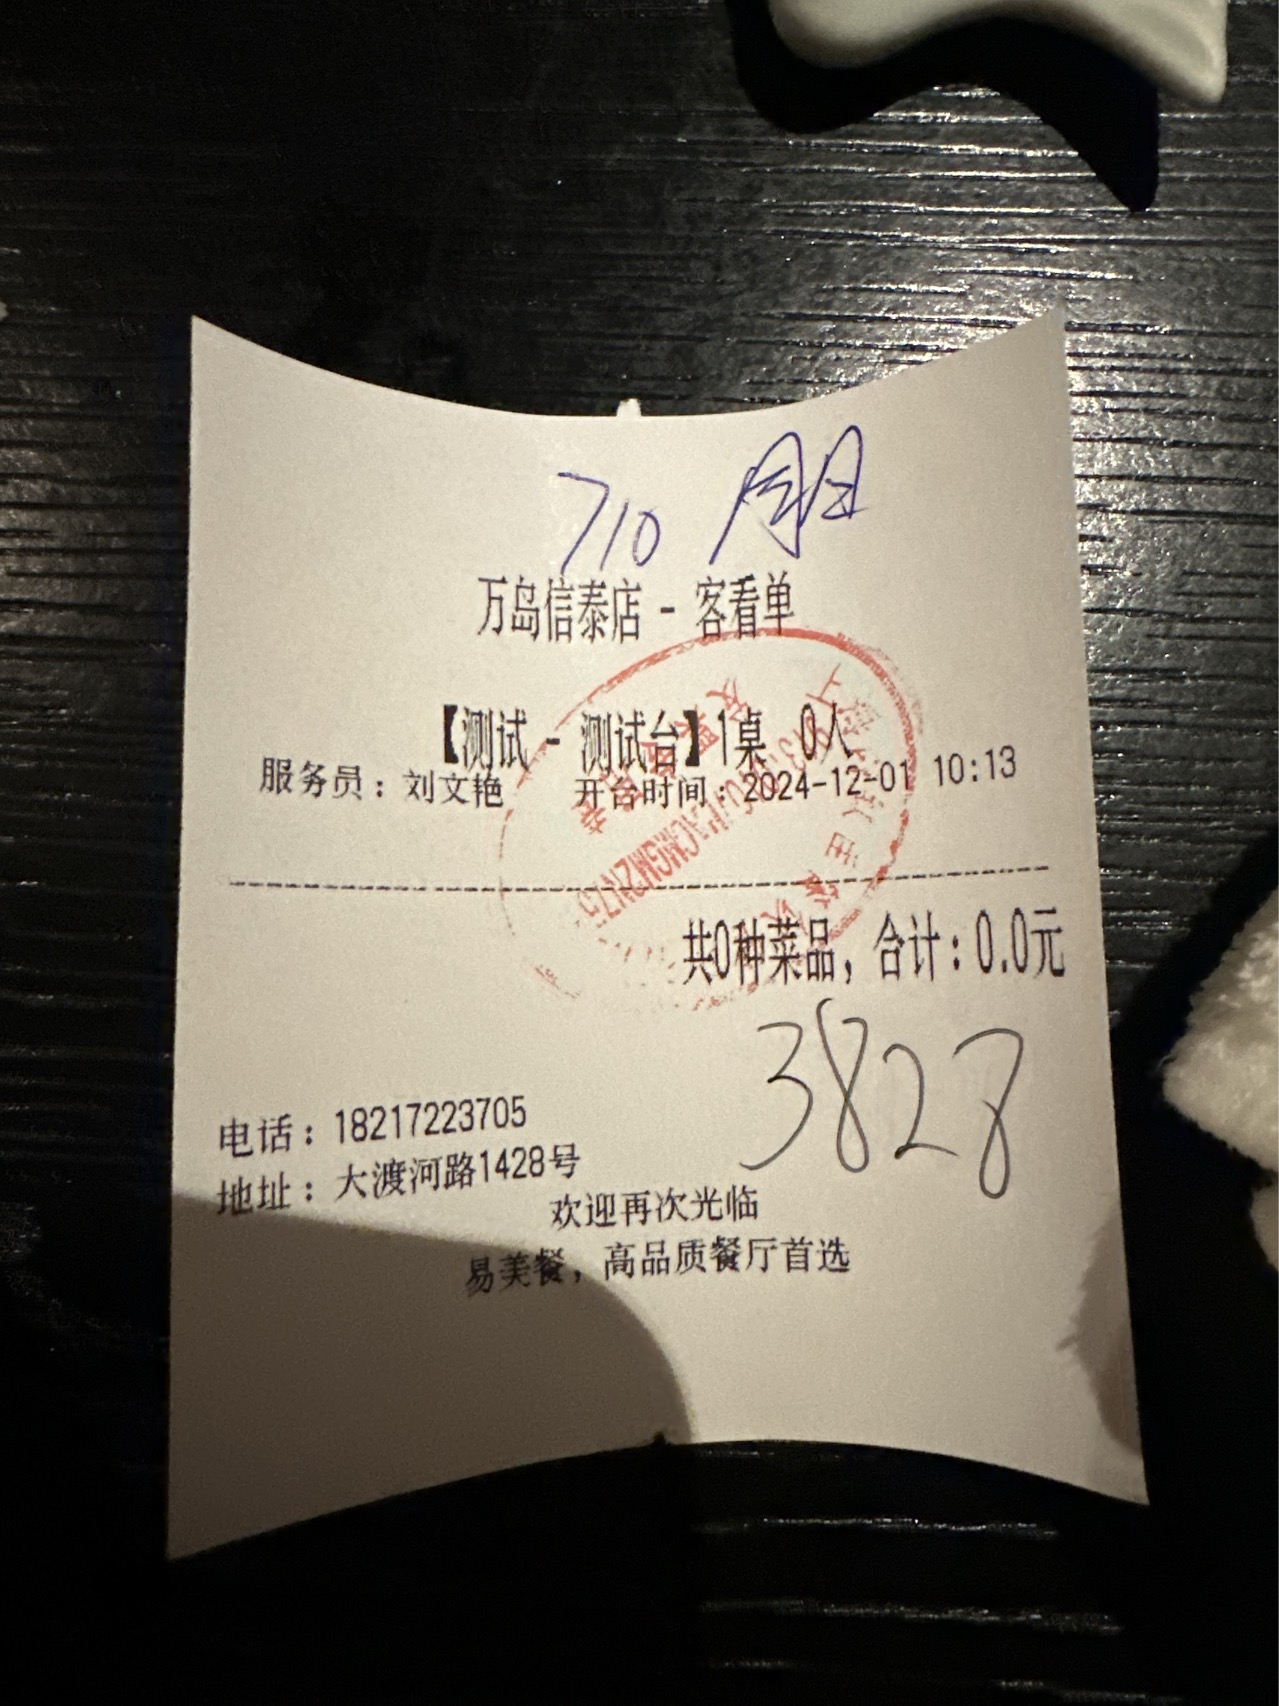 710
万岛信泰店 - 客看单
【测试 - 测试台】1桌 0人
服务员：刘文艳 开台时间：2024-12-01 10:13
共0种菜品，合计：0.0元
3828
电话：18217223705
地址：大渡河路1428号
欢迎再次光临
易美餐，高品质餐厅首选